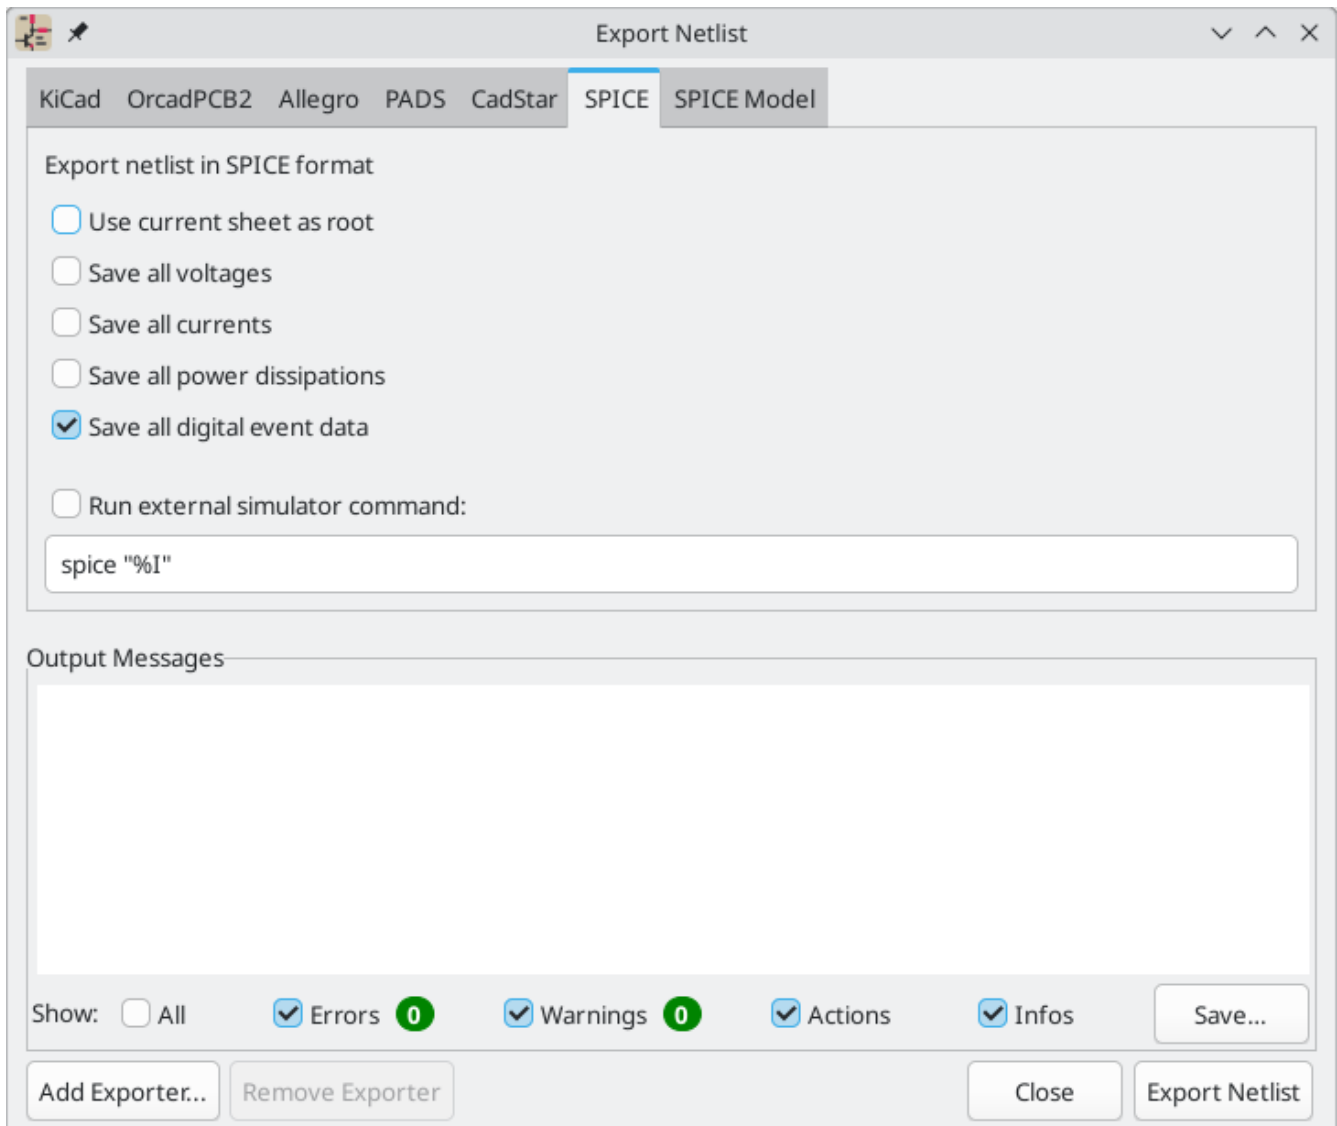 Export Netlist
KiCad OrcadPCB2 Allegro PADS CadStar SPICE SPICE Model
Export netlist in SPICE format
Use current sheet as root
Save all voltages
Save all currents
Save all power dissipations
Save all digital event data
Run external simulator command:
spice "%I"
Output Messages
Show: All Errors 0 Warnings 0 Actions Infos Save...
Add Exporter... Remove Exporter Close Export Netlist